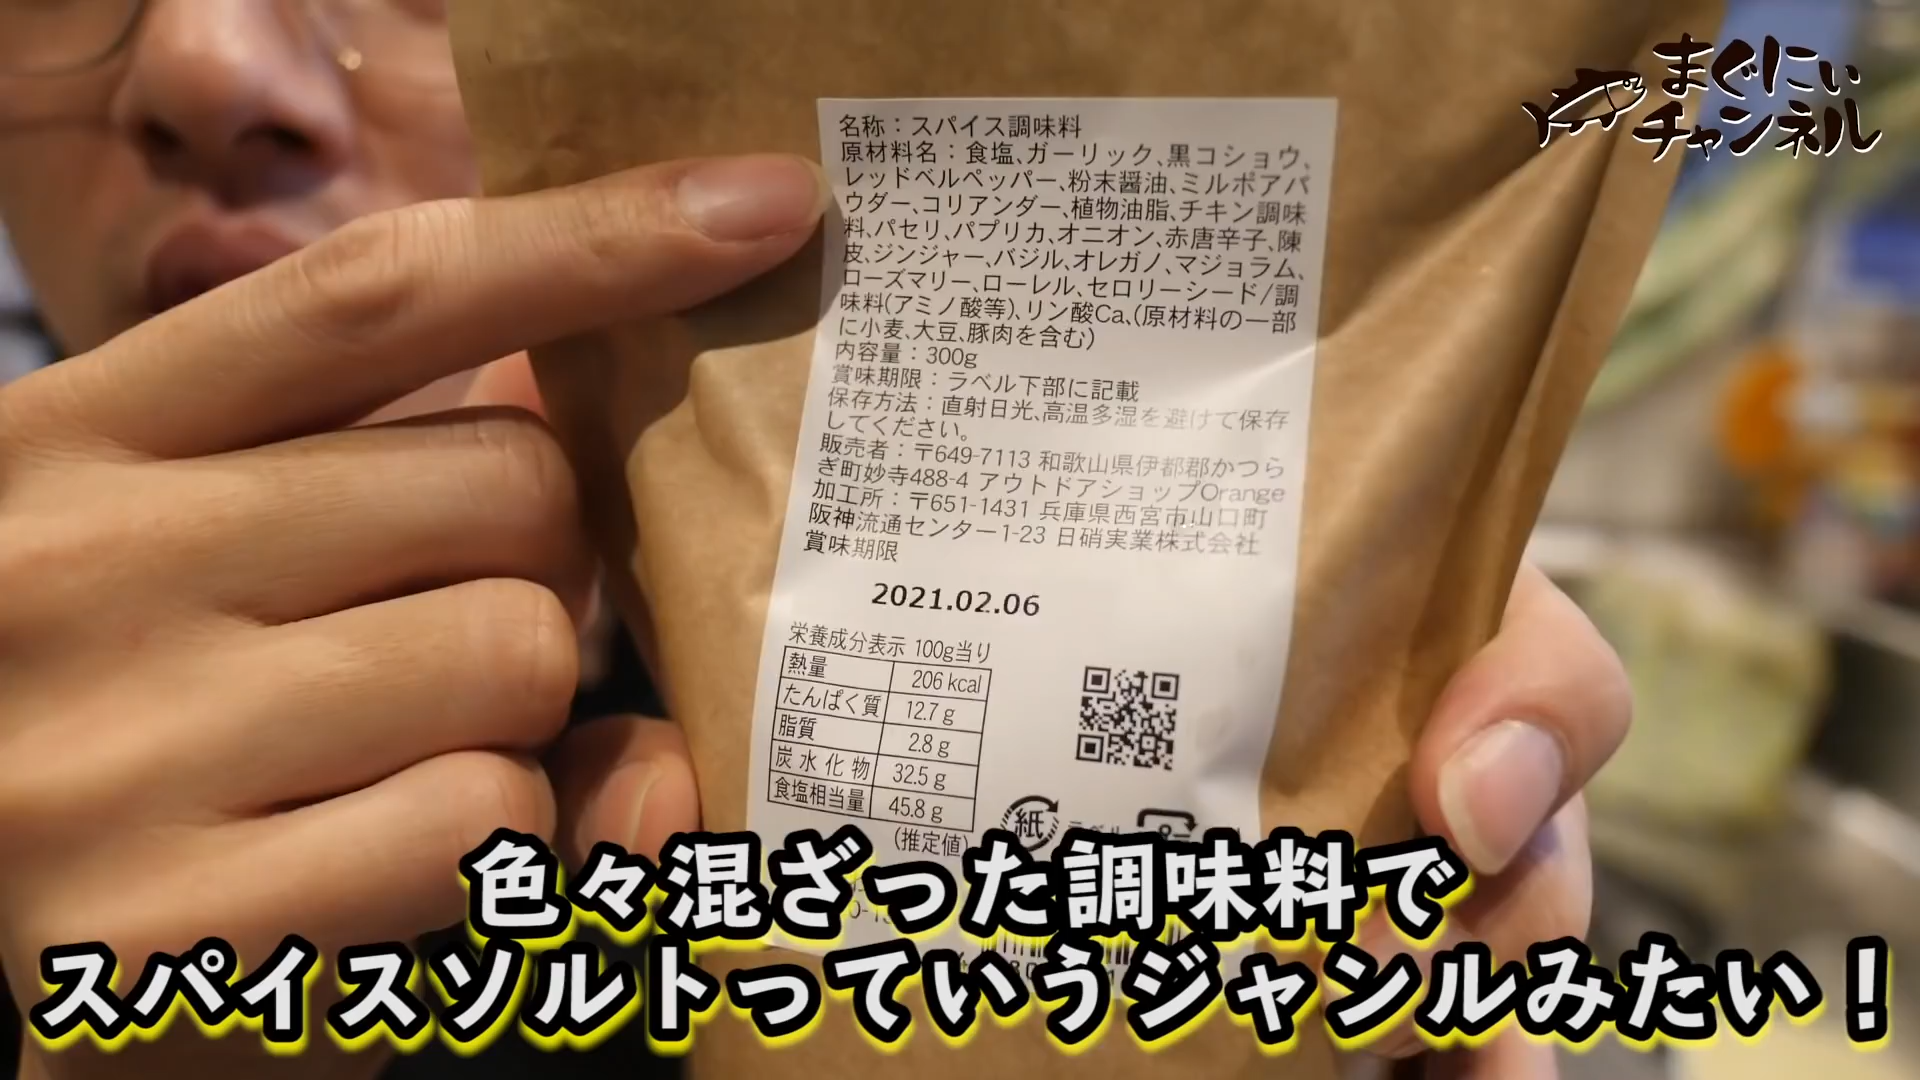 まぐにぃ
チャンネル
名称：スパイス調味料
原材料名：食塩、ガーリック、黒コショウ、
レッドベルペッパー、粉末醤油、ミルポアパ
ウダー、コリアンダー、植物油脂、チキン調味
料、パセリ、パプリカ、オニオン、赤唐辛子、陳
皮、ジンジャー、バジル、オレガノ、マジョラム、
ローズマリー、ローレル、セロリーシード/調
味料(アミノ酸等)、リン酸Ca、(原材料の一部
に小麦、大豆、豚肉を含む)
内容量：300g
賞味期限：ラベル下部に記載
保存方法：直射日光、高温多湿を避けて保存
してください。
販売者：〒649-7113 和歌山県伊都郡かつら
ぎ町妙寺488-4 アウトドアショップOrange
加工所：〒651-1431 兵庫県西宮市山口町
阪神流通センター1-23 日硝実業株式会社
賞味期限
2021.02.06
栄養成分表示 100g当り
熱量 206 kcal
たんぱく質 12.7 g
脂質 2.8 g
炭水化物 32.5 g
食塩相当量 45.8 g
(推定値)
紙
色々混ざった調味料で
スパイスソルトっていうジャンルみたい！